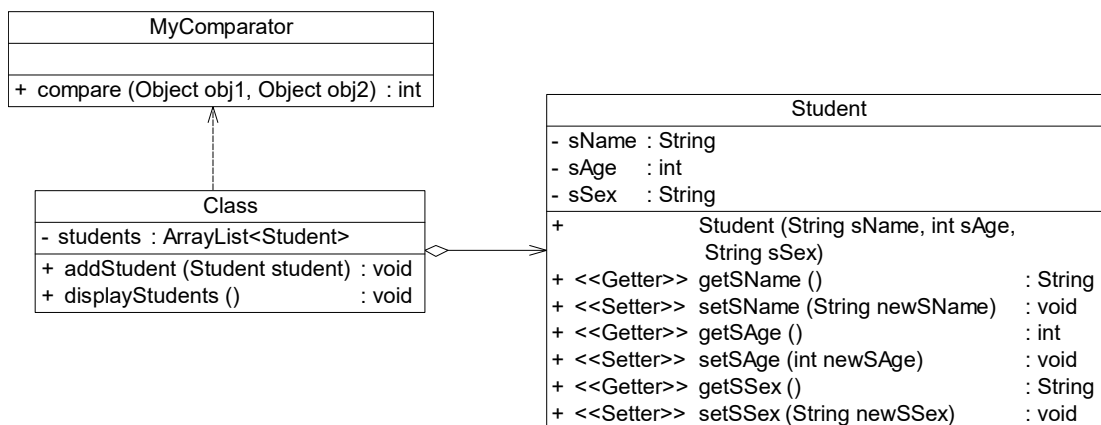 MyComparator
+ compare (Object obj1, Object obj2) : int
Class
- students : ArrayList<Student>
+ addStudent (Student student) : void
+ displayStudents () : void
Student
- sName : String
- sAge : int
- sSex : String
+ Student (String sName, int sAge,
String sSex)
+ <<Getter>> getSName () : String
+ <<Setter>> setSName (String newSName) : void
+ <<Getter>> getSAge () : int
+ <<Setter>> setSAge (int newSAge) : void
+ <<Getter>> getSSex () : String
+ <<Setter>> setSSex (String newSSex) : void